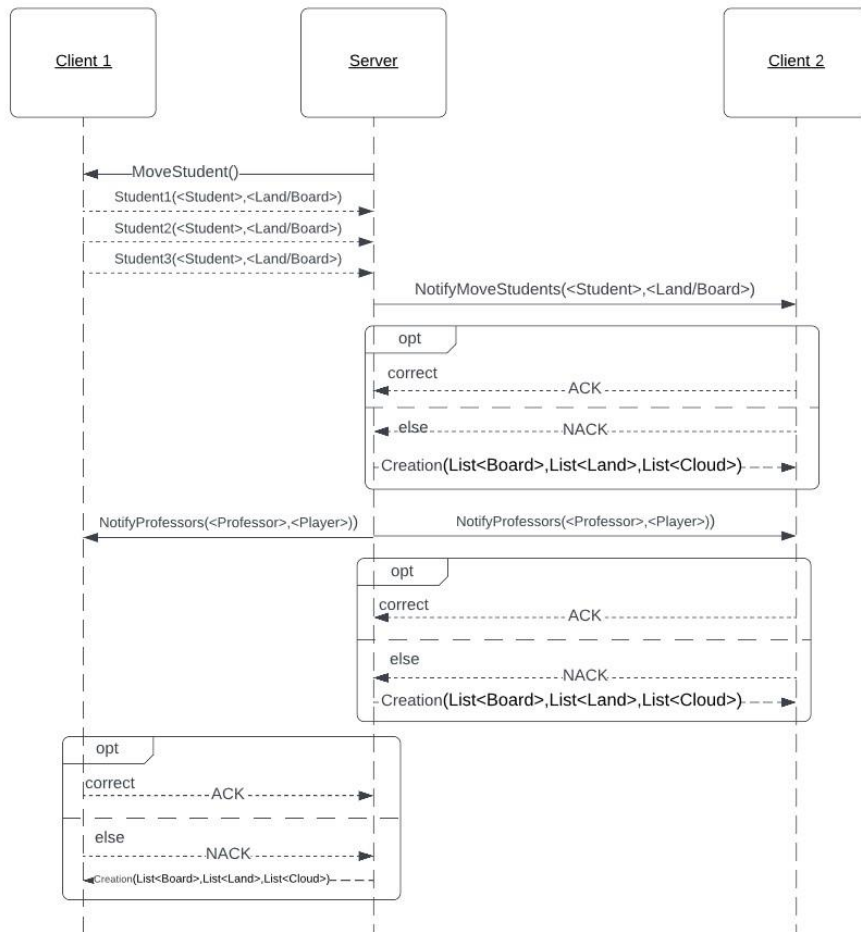 Client 1
Server
Client 2
MoveStudent()
Student1(<Student>,<Land/Board>)
Student2(<Student>,<Land/Board>)
Student3(<Student>,<Land/Board>)
NotifyMoveStudents(<Student>,<Land/Board>)
opt
correct
ACK
else
NACK
Creation(List<Board>,List<Land>,List<Cloud>)
NotifyProfessors(<Professor>,<Player>))
NotifyProfessors(<Professor>,<Player>))
opt
correct
ACK
else
NACK
Creation(List<Board>,List<Land>,List<Cloud>)
opt
correct
ACK
else
NACK
Creation(List<Board>,List<Land>,List<Cloud>)